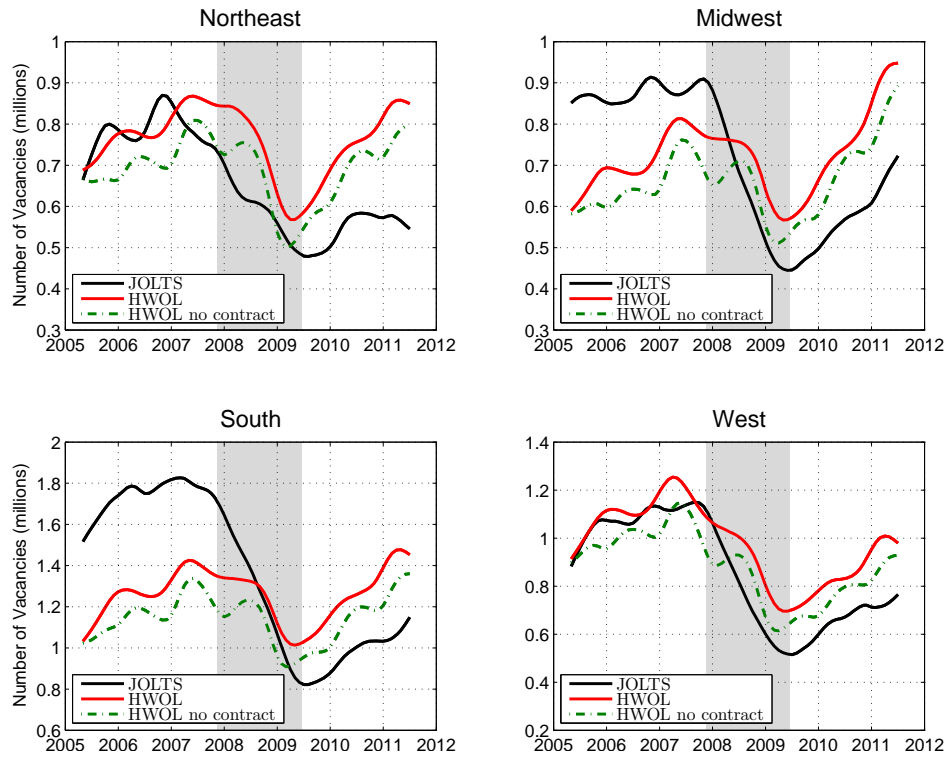 Northeast
Number of Vacancies (millions)
1
0.9
0.8
0.7
0.6
0.5
0.4
0.3
2005 2006 2007 2008 2009 2010 2011 2012
JOLTS
HWOL
HWOL no contract
Midwest
1
0.9
0.8
0.7
0.6
0.5
0.4
0.3
2005 2006 2007 2008 2009 2010 2011 2012
JOLTS
HWOL
HWOL no contract
South
Number of Vacancies (millions)
2
1.8
1.6
1.4
1.2
1
0.8
0.6
2005 2006 2007 2008 2009 2010 2011 2012
JOLTS
HWOL
HWOL no contract
West
1.4
1.2
1
0.8
0.6
0.4
0.2
2005 2006 2007 2008 2009 2010 2011 2012
JOLTS
HWOL
HWOL no contract